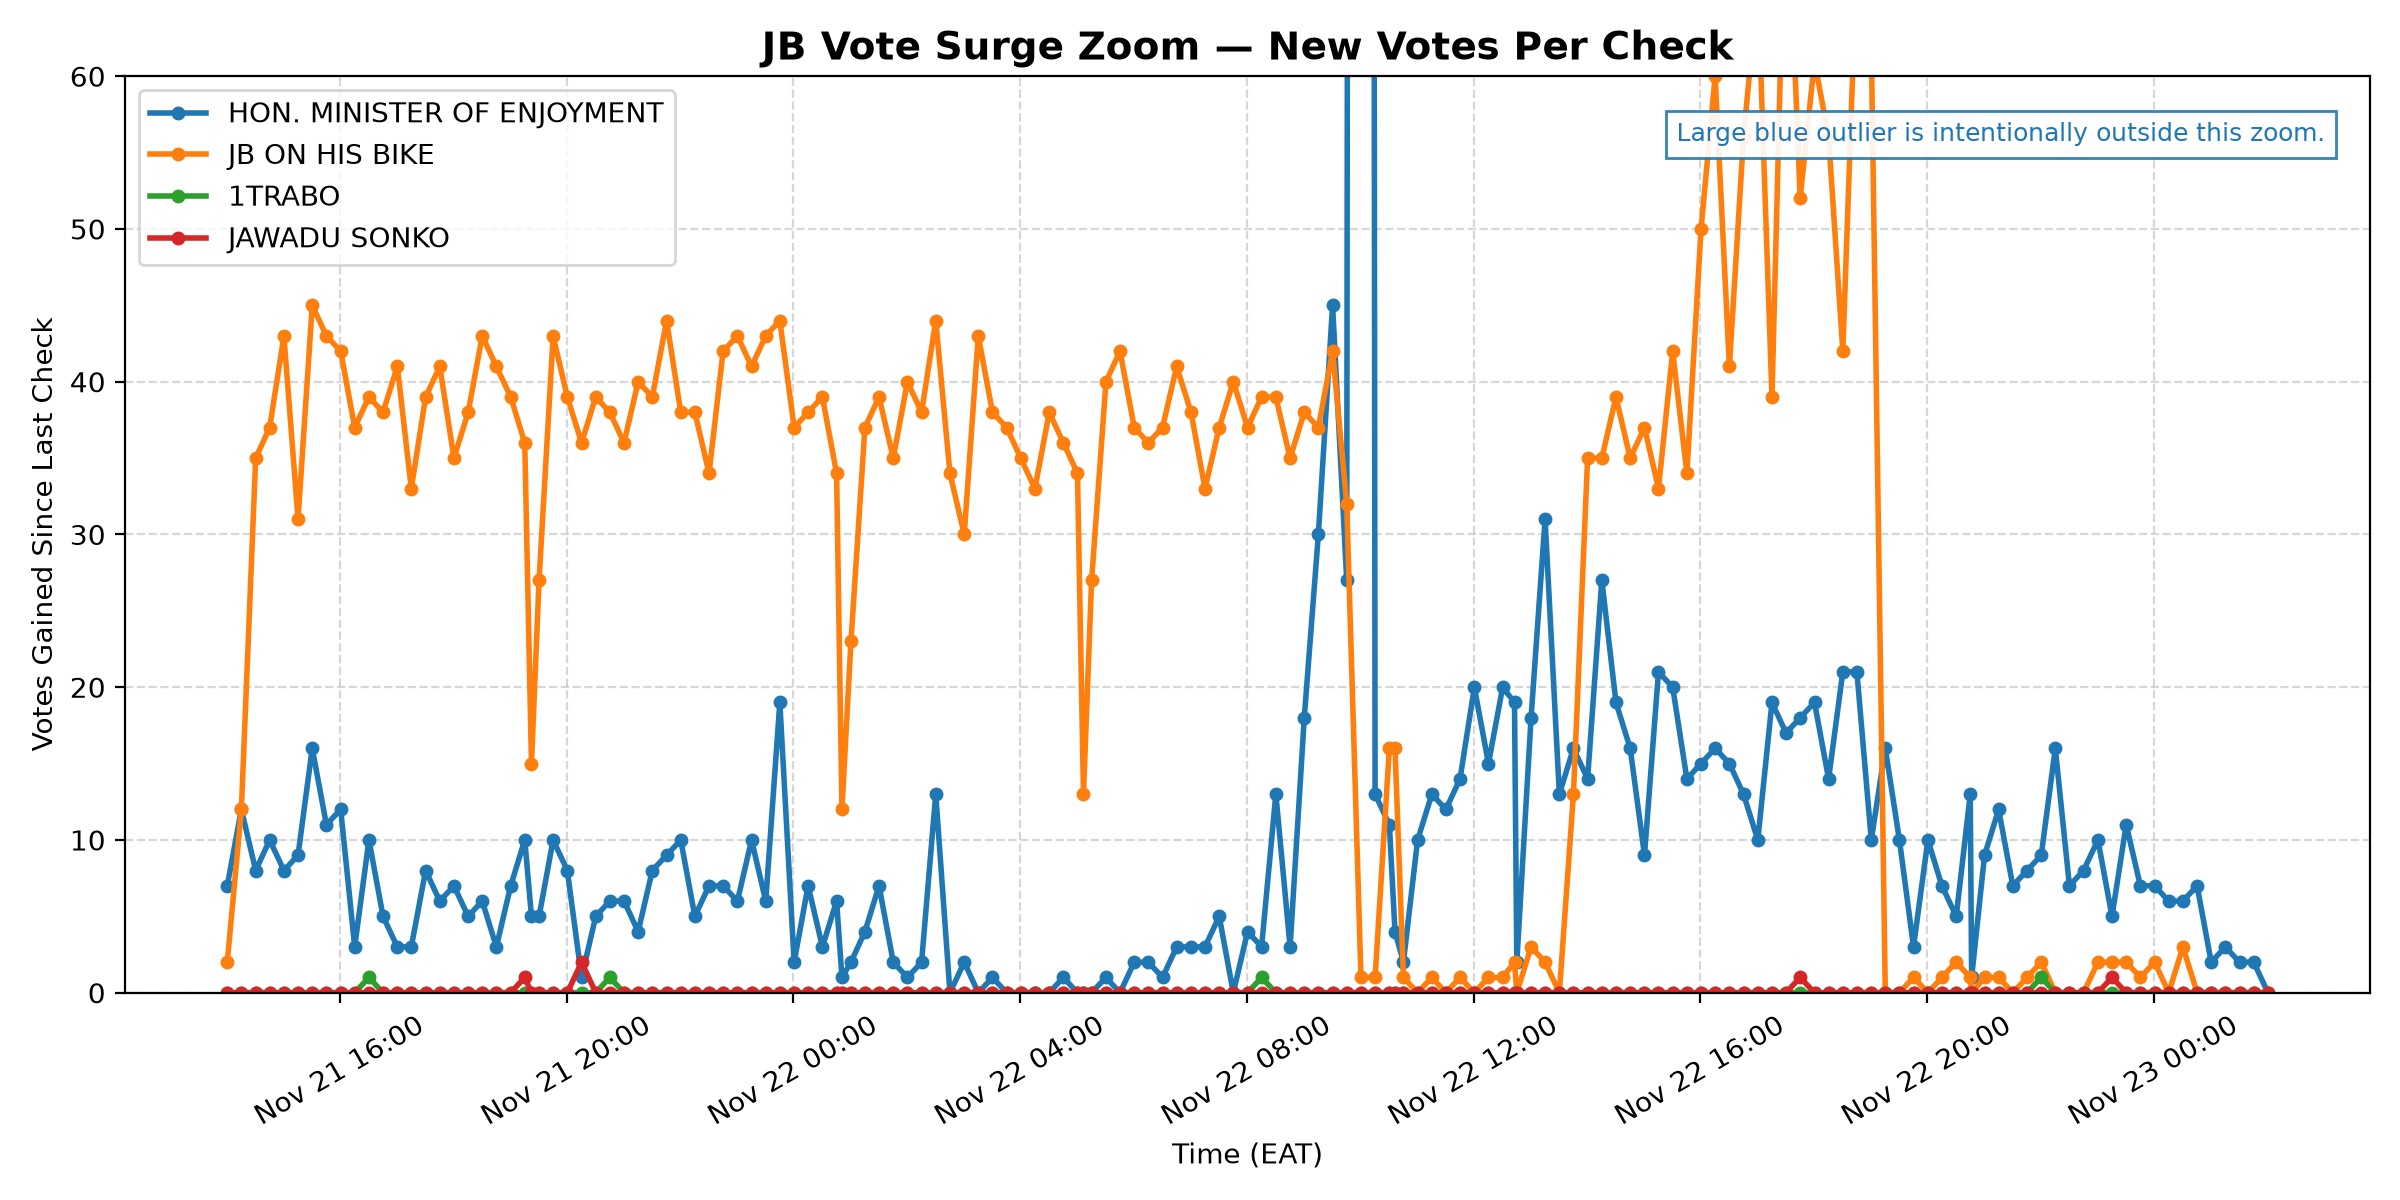 JB Vote Surge Zoom — New Votes Per Check
HON. MINISTER OF ENJOYMENT
JB ON HIS BIKE
1TRABO
JAWADU SONKO
Large blue outlier is intentionally outside this zoom.
Votes Gained Since Last Check
60
50
40
30
20
10
0
Nov 21 16:00
Nov 21 20:00
Nov 22 00:00
Nov 22 04:00
Nov 22 08:00
Nov 22 12:00
Nov 22 16:00
Nov 22 20:00
Nov 23 00:00
Time (EAT)